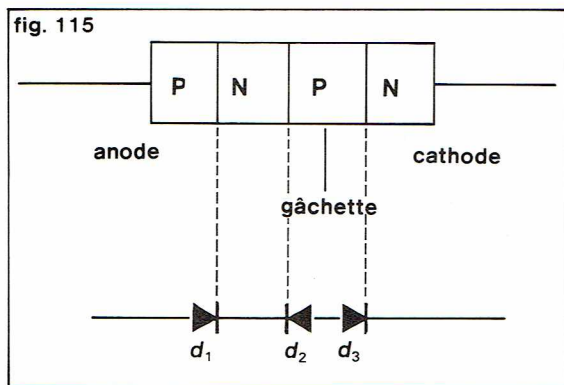 fig. 115
P N P N
anode
cathode
gâchette
d₁ d₂ d₃